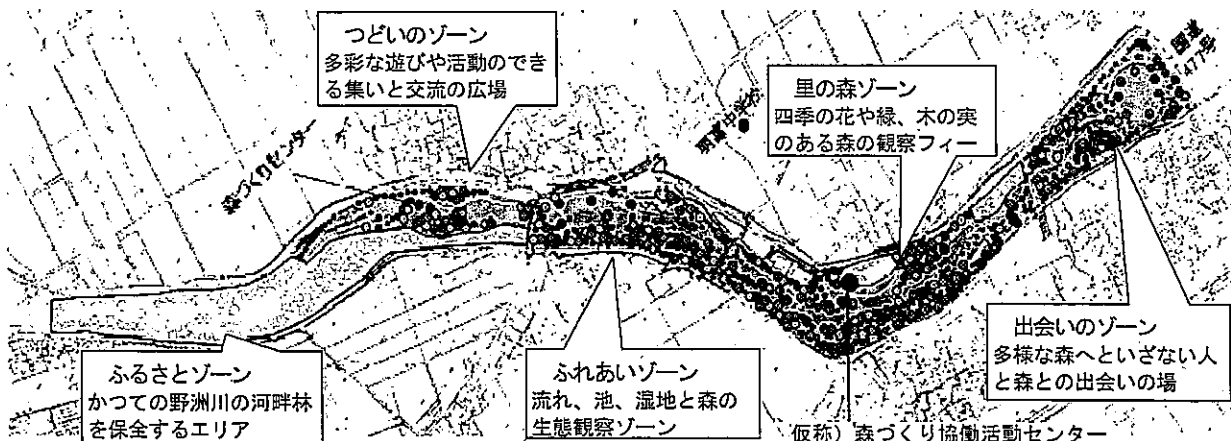 つどいのゾーン
多彩な遊びや活動のでき
る集いと交流の広場
森づくりセンター
明富中学校
里の森ゾーン
四季の花や緑、木の実
のある森の観察フィー
国道
477号
ふるさとゾーン
かつての野洲川の河畔林
を保全するエリア
ふれあいゾーン
流れ、池、湿地と森の
生態観察ゾーン
出会いのゾーン
多様な森へといざない人
と森との出会いの場
仮称）森づくり協働活動センター